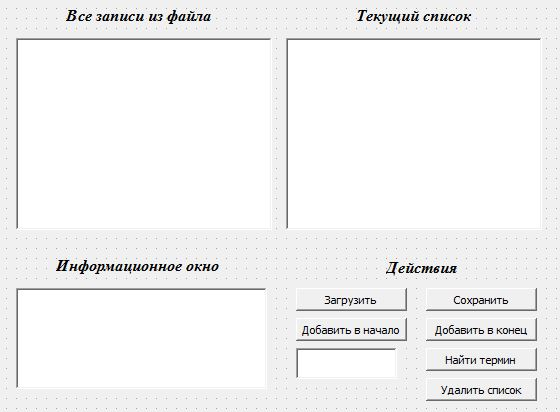 Все записи из файла
Текущий список
Информационное окно
Действия
Загрузить
Сохранить
Добавить в начало
Добавить в конец
Найти термин
Удалить список